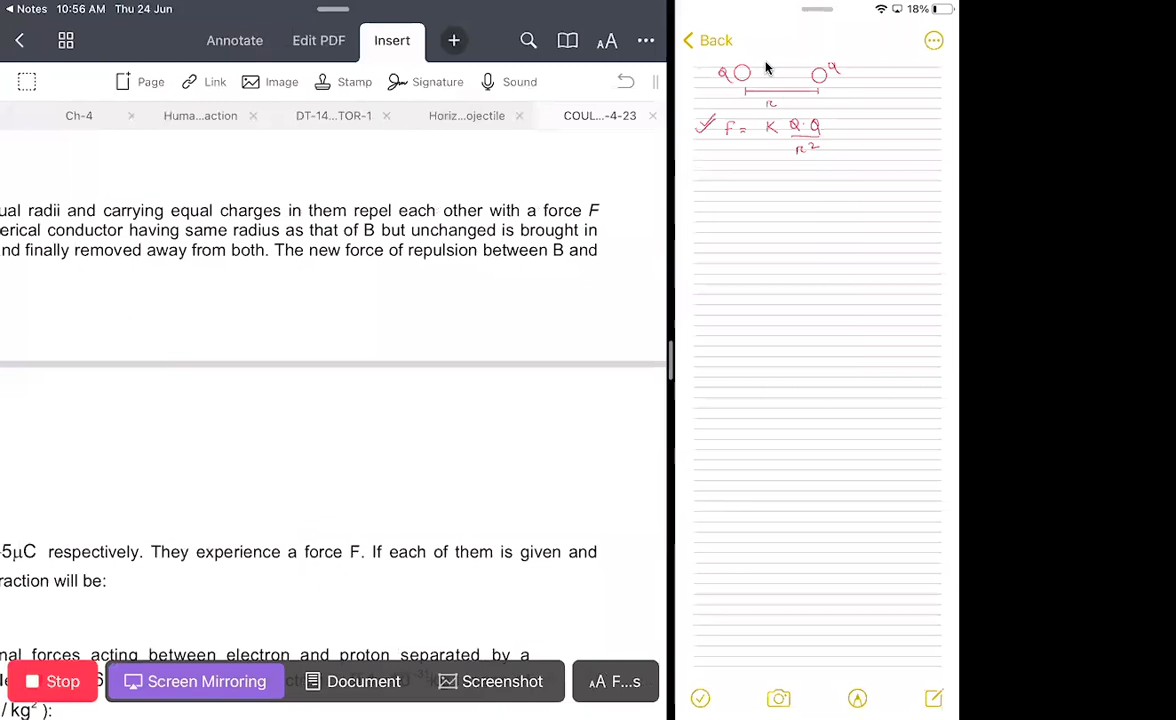 Notes 10:56 AM Thu 24 Jun
18%
Annotate Edit PDF Insert
AA
Page Link Image Stamp Signature Sound
Ch-4 Huma...action DT-14...TOR-1 Horiz...ojectile COUL...-4-23
ual radii and carrying equal charges in them repel each other with a force F
erical conductor having same radius as that of B but unchanged is brought in
nd finally removed away from both. The new force of repulsion between B and
5μC respectively. They experience a force F. If each of them is given and
raction will be:
nal forces acting between electron and proton separated by a
/ kg²):
Stop Screen Mirroring Document Screenshot AA F...s
Back
Q Q
r
F = K Q·Q
r²